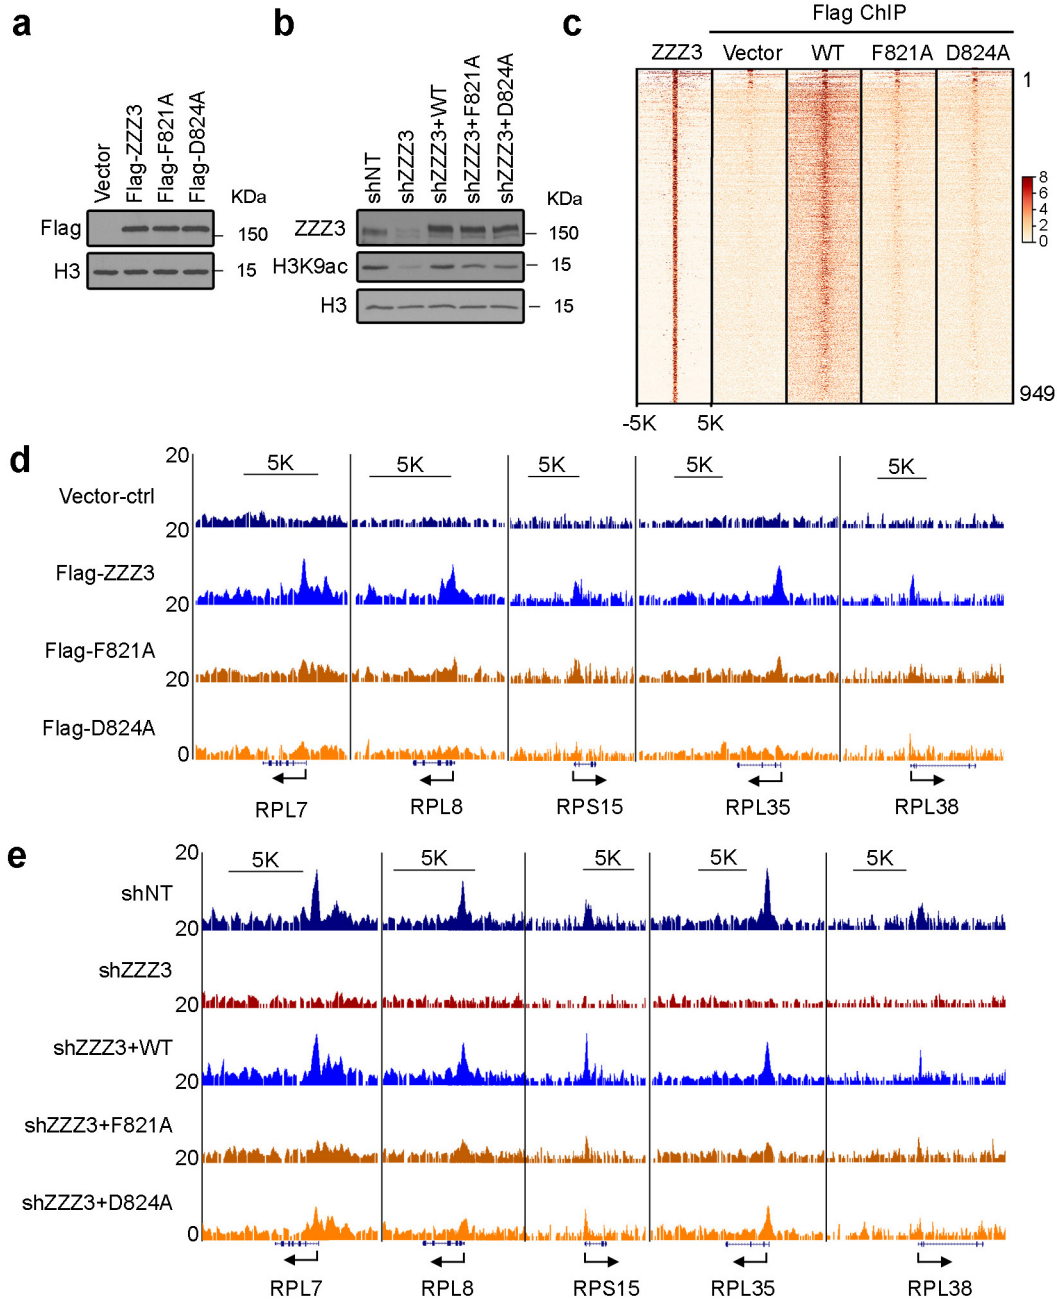 a
Vector
Flag-ZZZ3
Flag-F821A
Flag-D824A
KDa
Flag
150
H3
15
b
shNT
shZZZ3
shZZZ3+WT
shZZZ3+F821A
shZZZ3+D824A
KDa
ZZZ3
150
H3K9ac
15
H3
15
c
Flag ChIP
ZZZ3 Vector WT F821A D824A
1
8
6
4
2
0
949
-5K 5K
d
20
5K 5K 5K 5K 5K
Vector-ctrl
20
Flag-ZZZ3
20
Flag-F821A
20
Flag-D824A
0
RPL7 RPL8 RPS15 RPL35 RPL38
e
20
5K 5K 5K 5K 5K
shNT
20
shZZZ3
20
shZZZ3+WT
20
shZZZ3+F821A
20
shZZZ3+D824A
0
RPL7 RPL8 RPS15 RPL35 RPL38